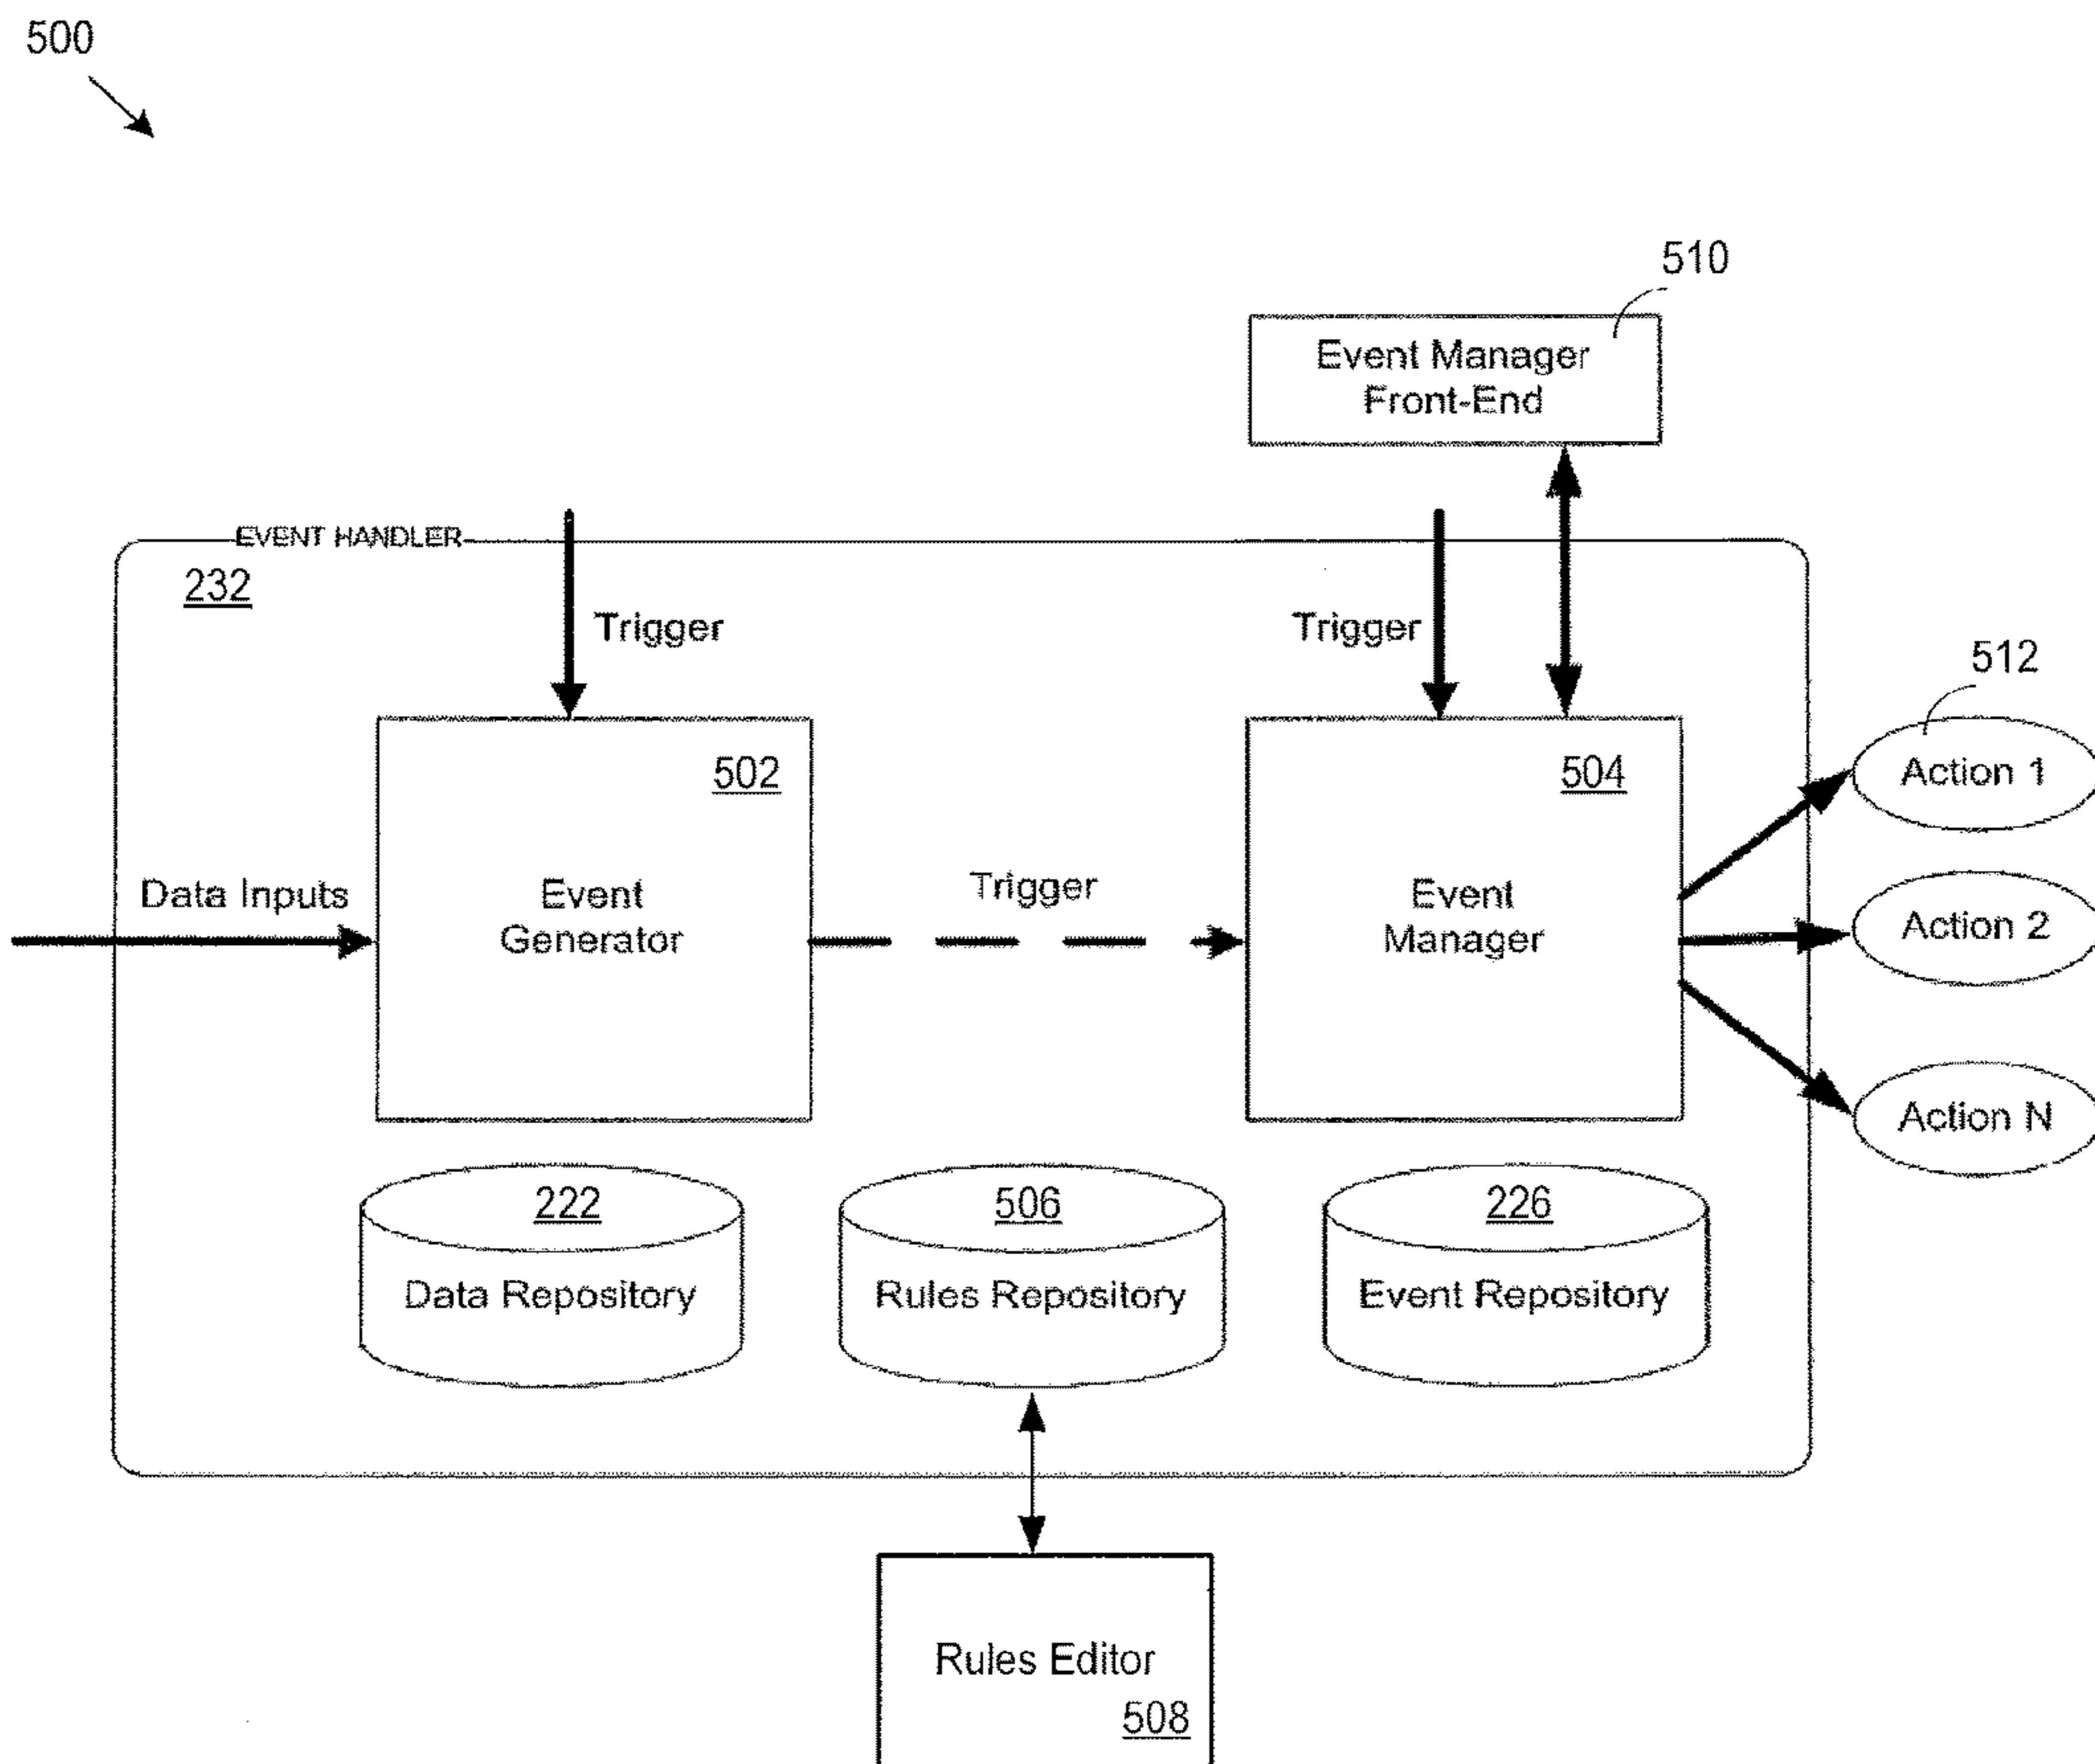 500
510
Event Manager
Front-End
EVENT HANDLER
232
Trigger
Trigger
512
502
504
Action 1
Data Inputs
Event
Generator
Trigger
Event
Manager
Action 2
Action N
222
506
226
Data Repository
Rules Repository
Event Repository
Rules Editor
508